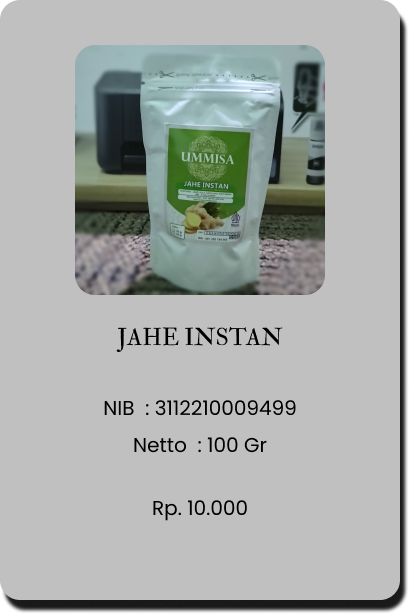 UMMISA
JAHE INSTAN
JAHE INSTAN
NIB : 3112210009499
Netto : 100 Gr
Rp. 10.000